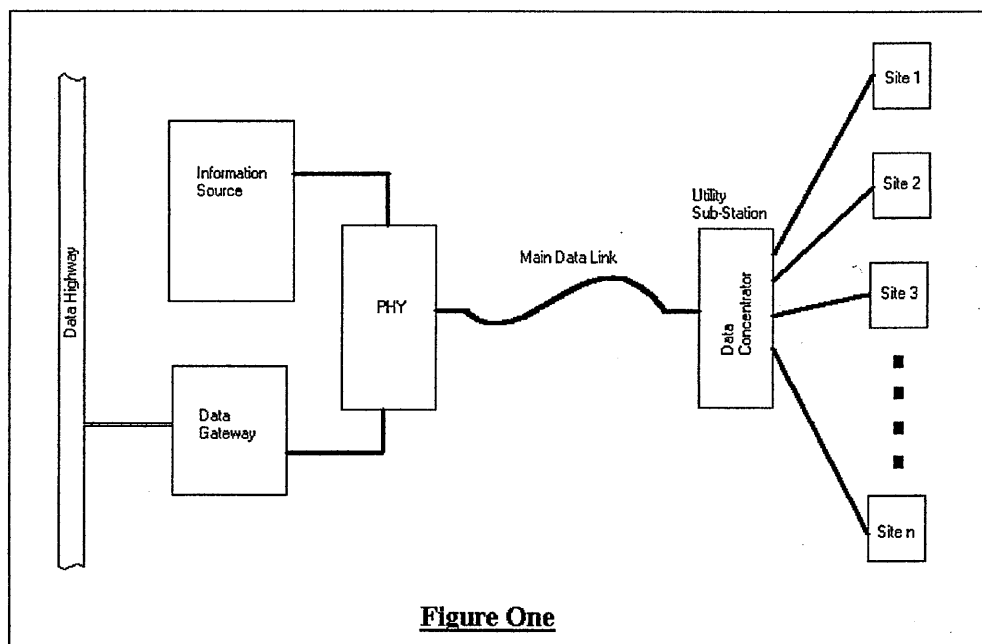 Data Highway
Information
Source
Data
Gateway
PHY
Main Data Link
Utility
Sub-Station
Data
Concentrator
Site 1
Site 2
Site 3
Site n
Figure One